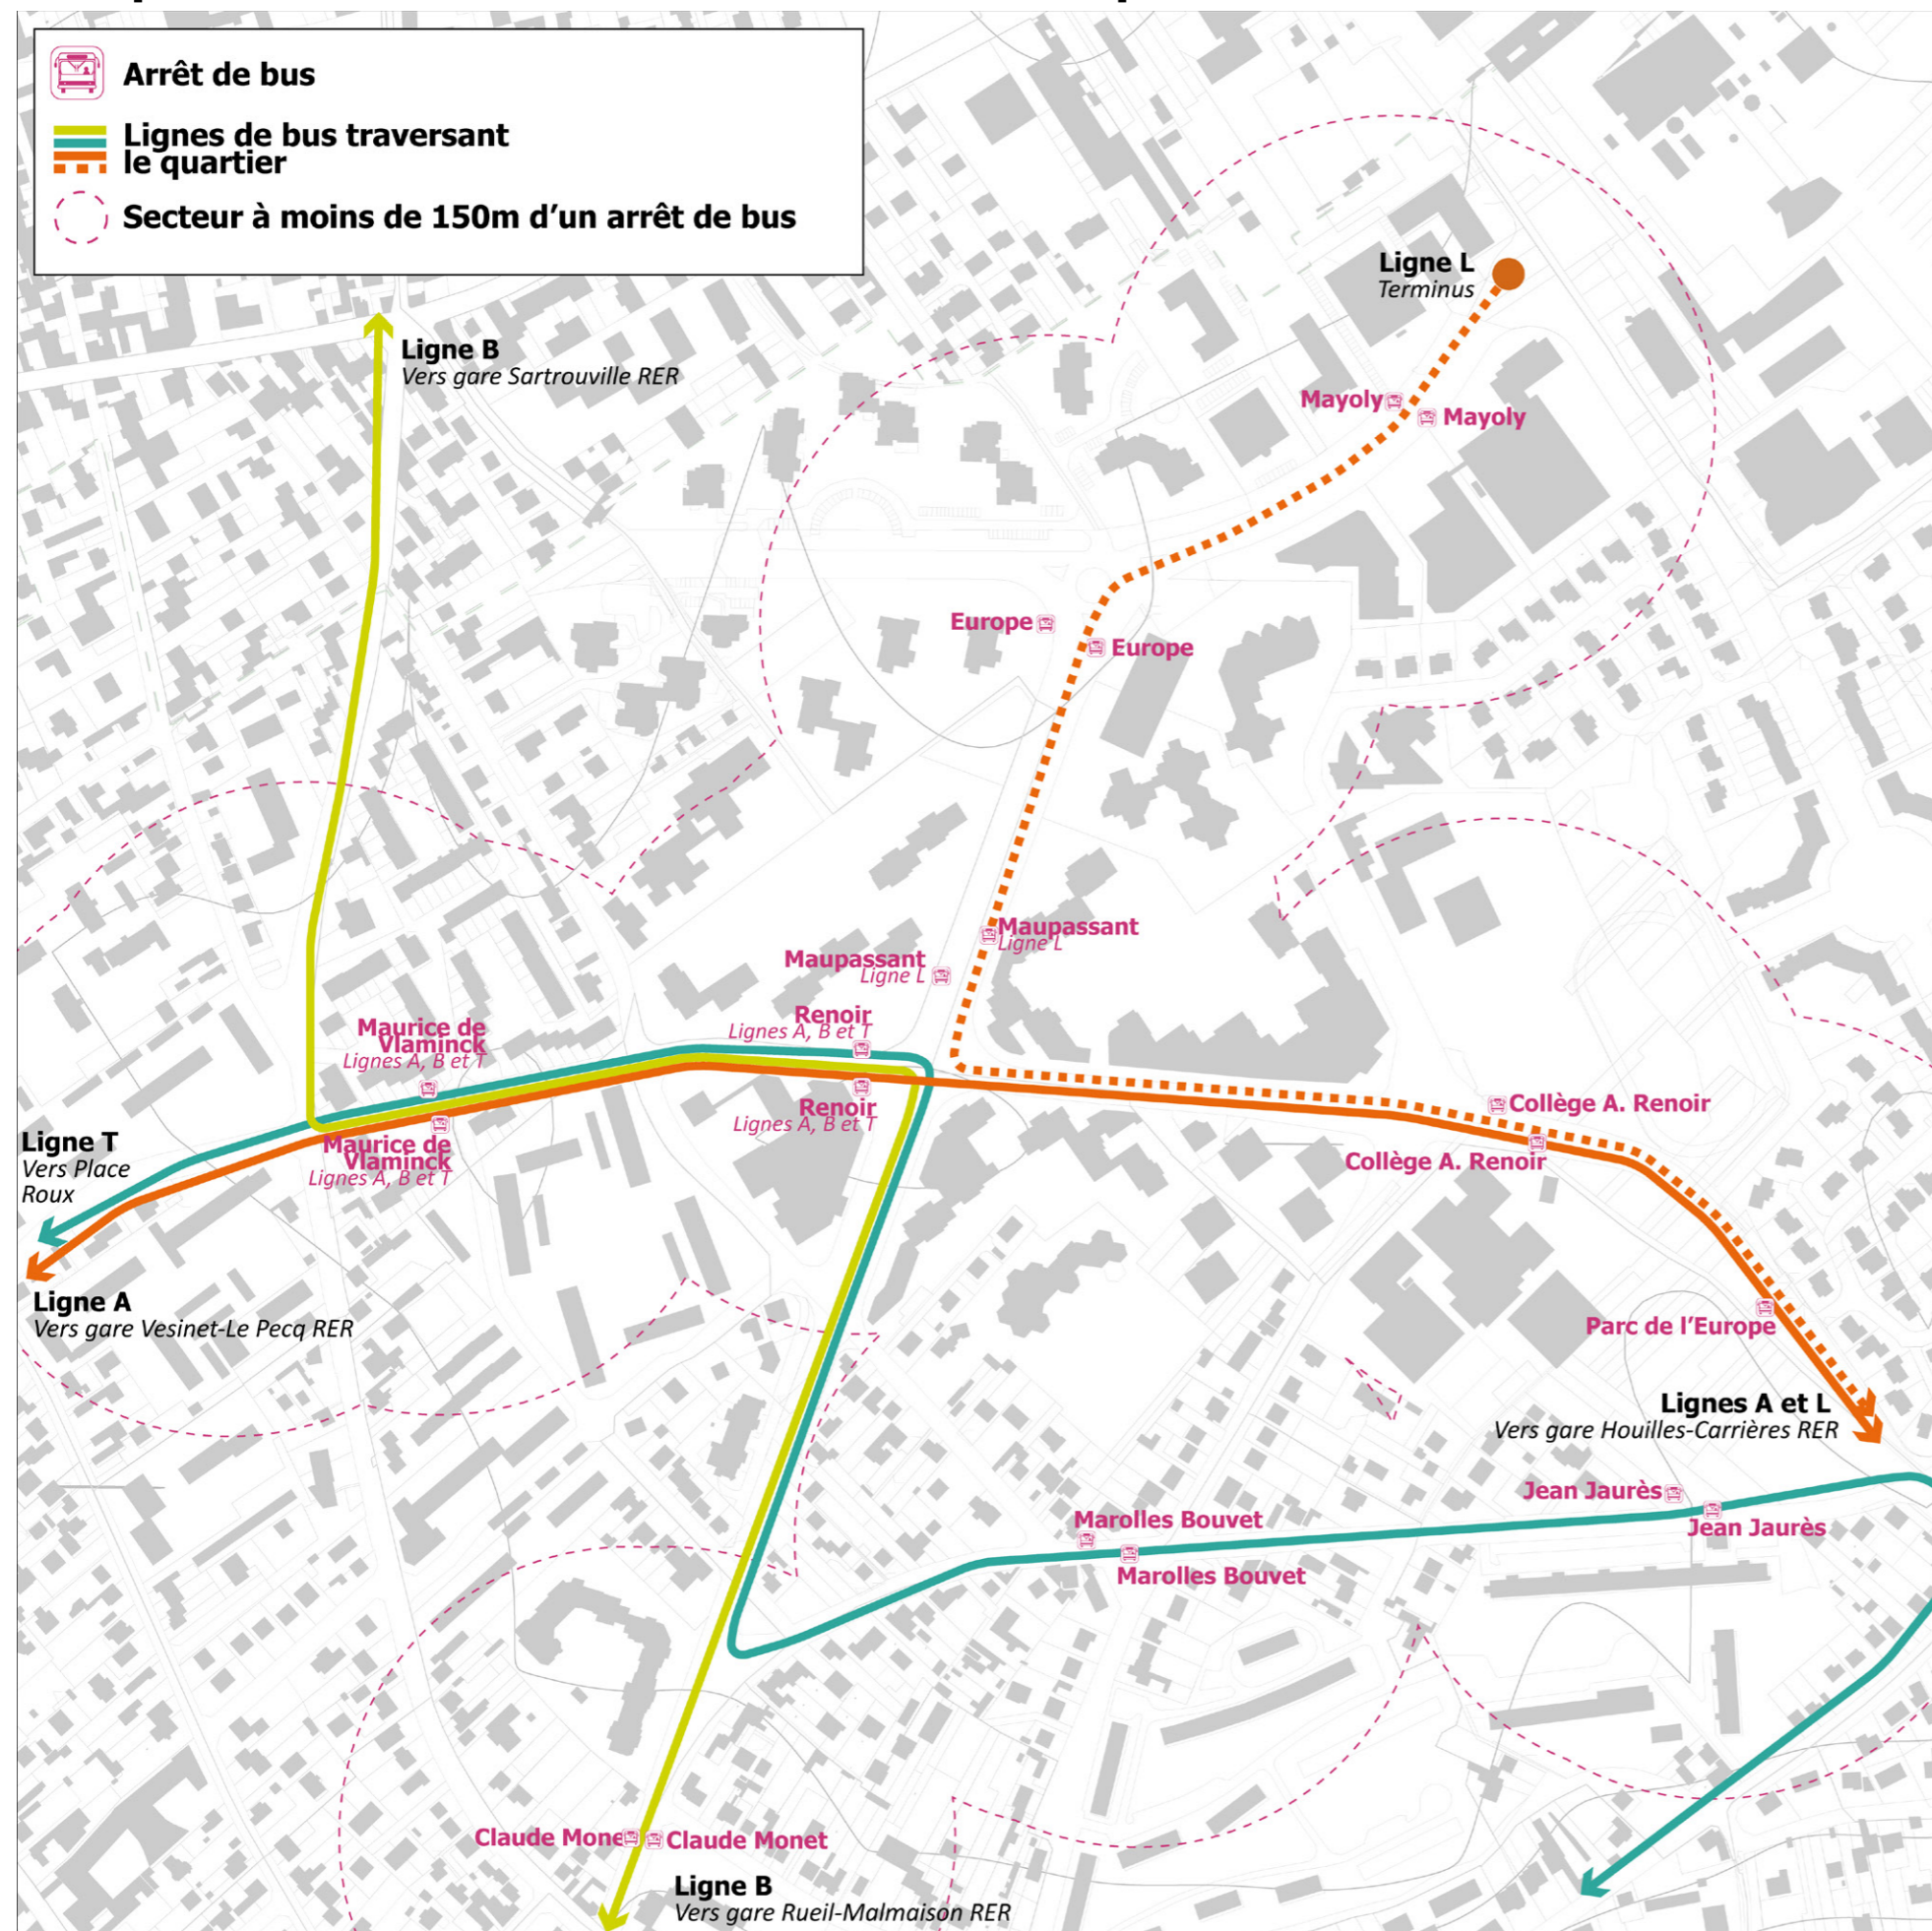 Arrêt de bus
Lignes de bus traversant
le quartier
Secteur à moins de 150m d’un arrêt de bus
Ligne L
Terminus
Ligne B
Vers gare Sartrouville RER
Mayoly
Mayoly
Europe
Europe
Maupassant
Ligne L
Maupassant
Ligne L
Renoir
Lignes A, B et T
Maurice de
Vlaminck
Lignes A, B et T
Renoir
Lignes A, B et T
Collège A. Renoir
Collège A. Renoir
Maurice de
Vlaminck
Lignes A, B et T
Ligne T
Vers Place
Roux
Ligne A
Vers gare Vesinet-Le Pecq RER
Parc de l’Europe
Lignes A et L
Vers gare Houilles-Carrières RER
Jean Jaurès
Jean Jaurès
Marolles Bouvet
Marolles Bouvet
Claude Mone
Claude Monet
Ligne B
Vers gare Rueil-Malmaison RER